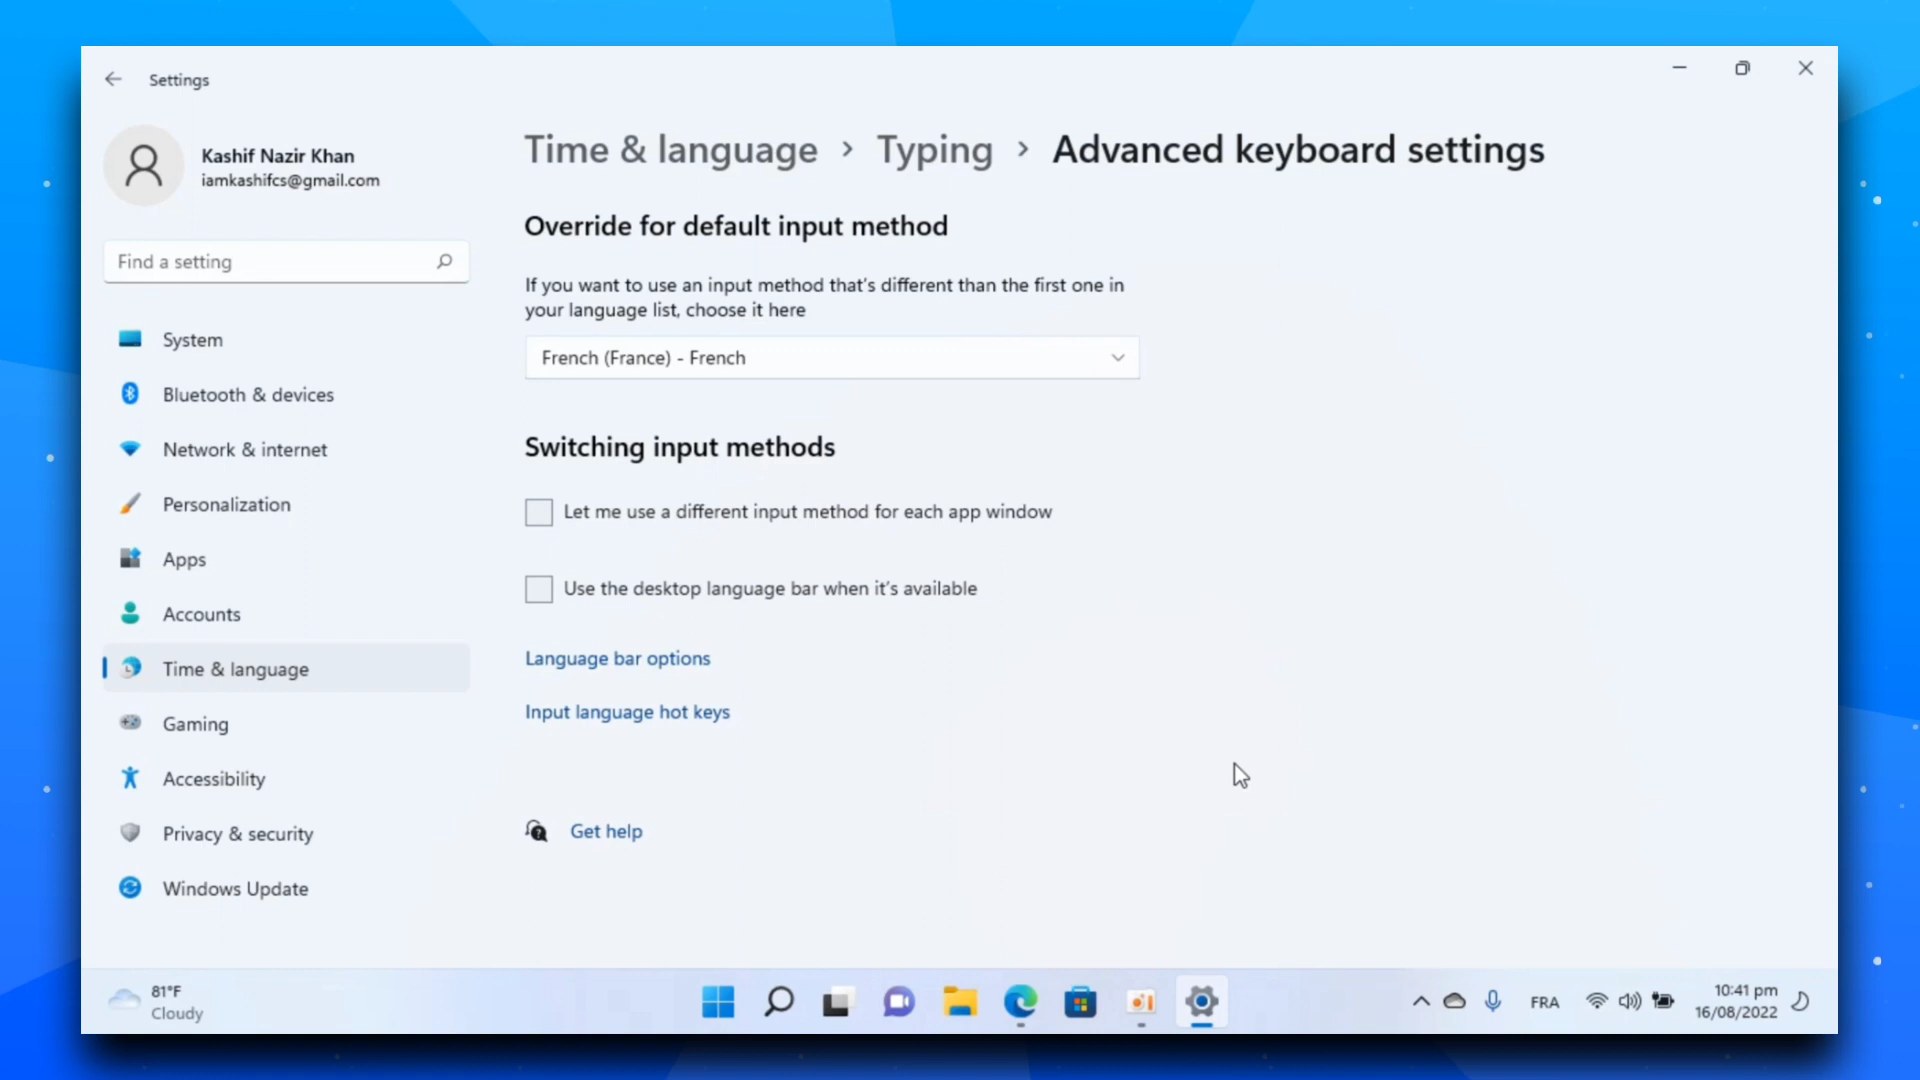 Settings
Kashif Nazir Khan
iamkashifcs@gmail.com
Find a setting
System
Bluetooth & devices
Network & internet
Personalization
Apps
Accounts
Time & language
Gaming
Accessibility
Privacy & security
Windows Update
Time & language > Typing > Advanced keyboard settings
Override for default input method
If you want to use an input method that's different than the first one in
your language list, choose it here
French (France) - French
Switching input methods
Let me use a different input method for each app window
Use the desktop language bar when it's available
Language bar options
Input language hot keys
Get help
81°F
Cloudy
FRA
10:41 pm
16/08/2022